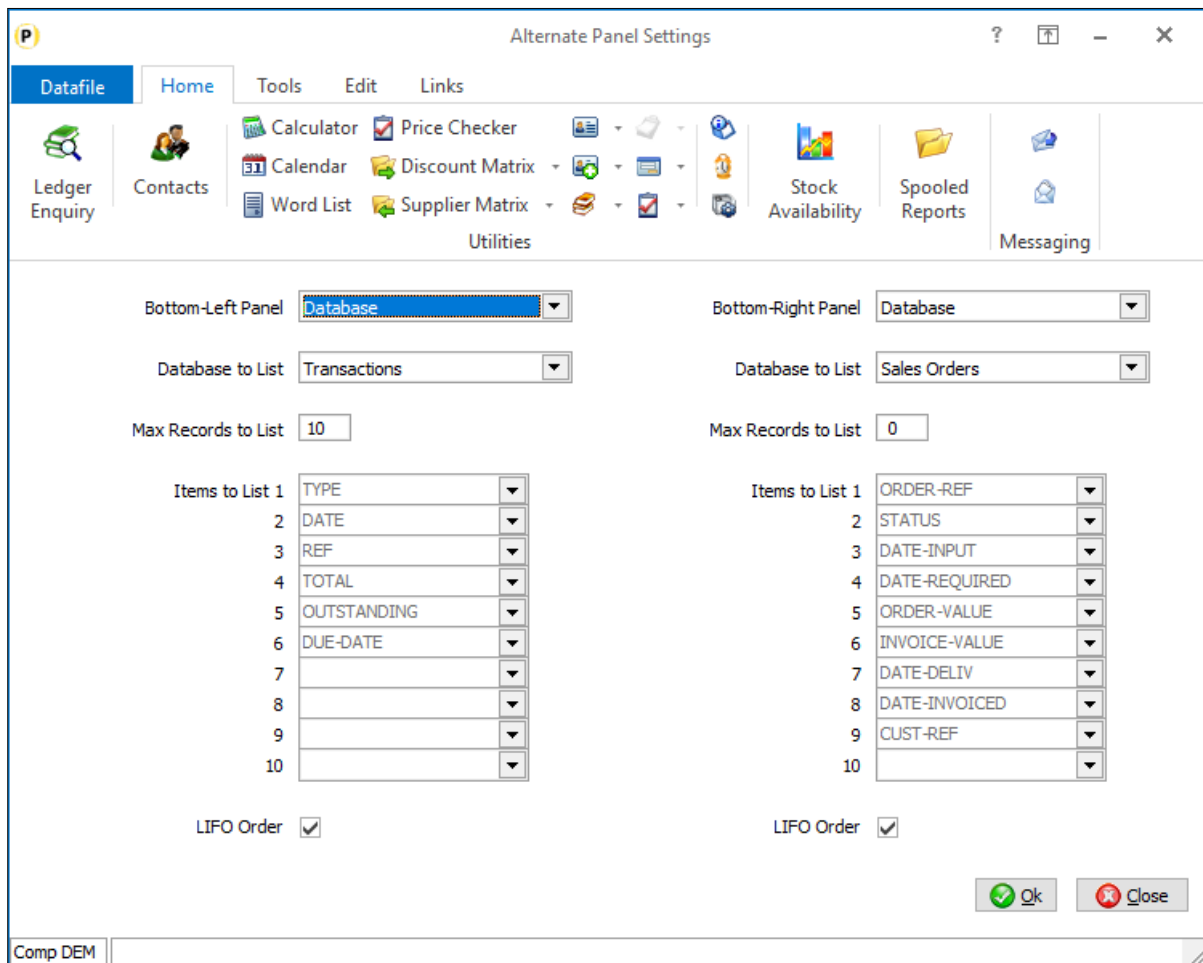 P
Alternate Panel Settings
?
Datafile Home Tools Edit Links
Ledger Enquiry
Contacts
Calculator Price Checker
31 Calendar Discount Matrix
Word List Supplier Matrix
Stock Availability
Spooled Reports
Utilities
Messaging
Bottom-Left Panel Database Bottom-Right Panel Database
Database to List Transactions Database to List Sales Orders
Max Records to List 10 Max Records to List 0
Items to List 1 TYPE Items to List 1 ORDER-REF
2 DATE 2 STATUS
3 REF 3 DATE-INPUT
4 TOTAL 4 DATE-REQUIRED
5 OUTSTANDING 5 ORDER-VALUE
6 DUE-DATE 6 INVOICE-VALUE
7 7 DATE-DELIV
8 8 DATE-INVOICED
9 9 CUST-REF
10 10
LIFO Order LIFO Order
Ok Close
Comp DEM